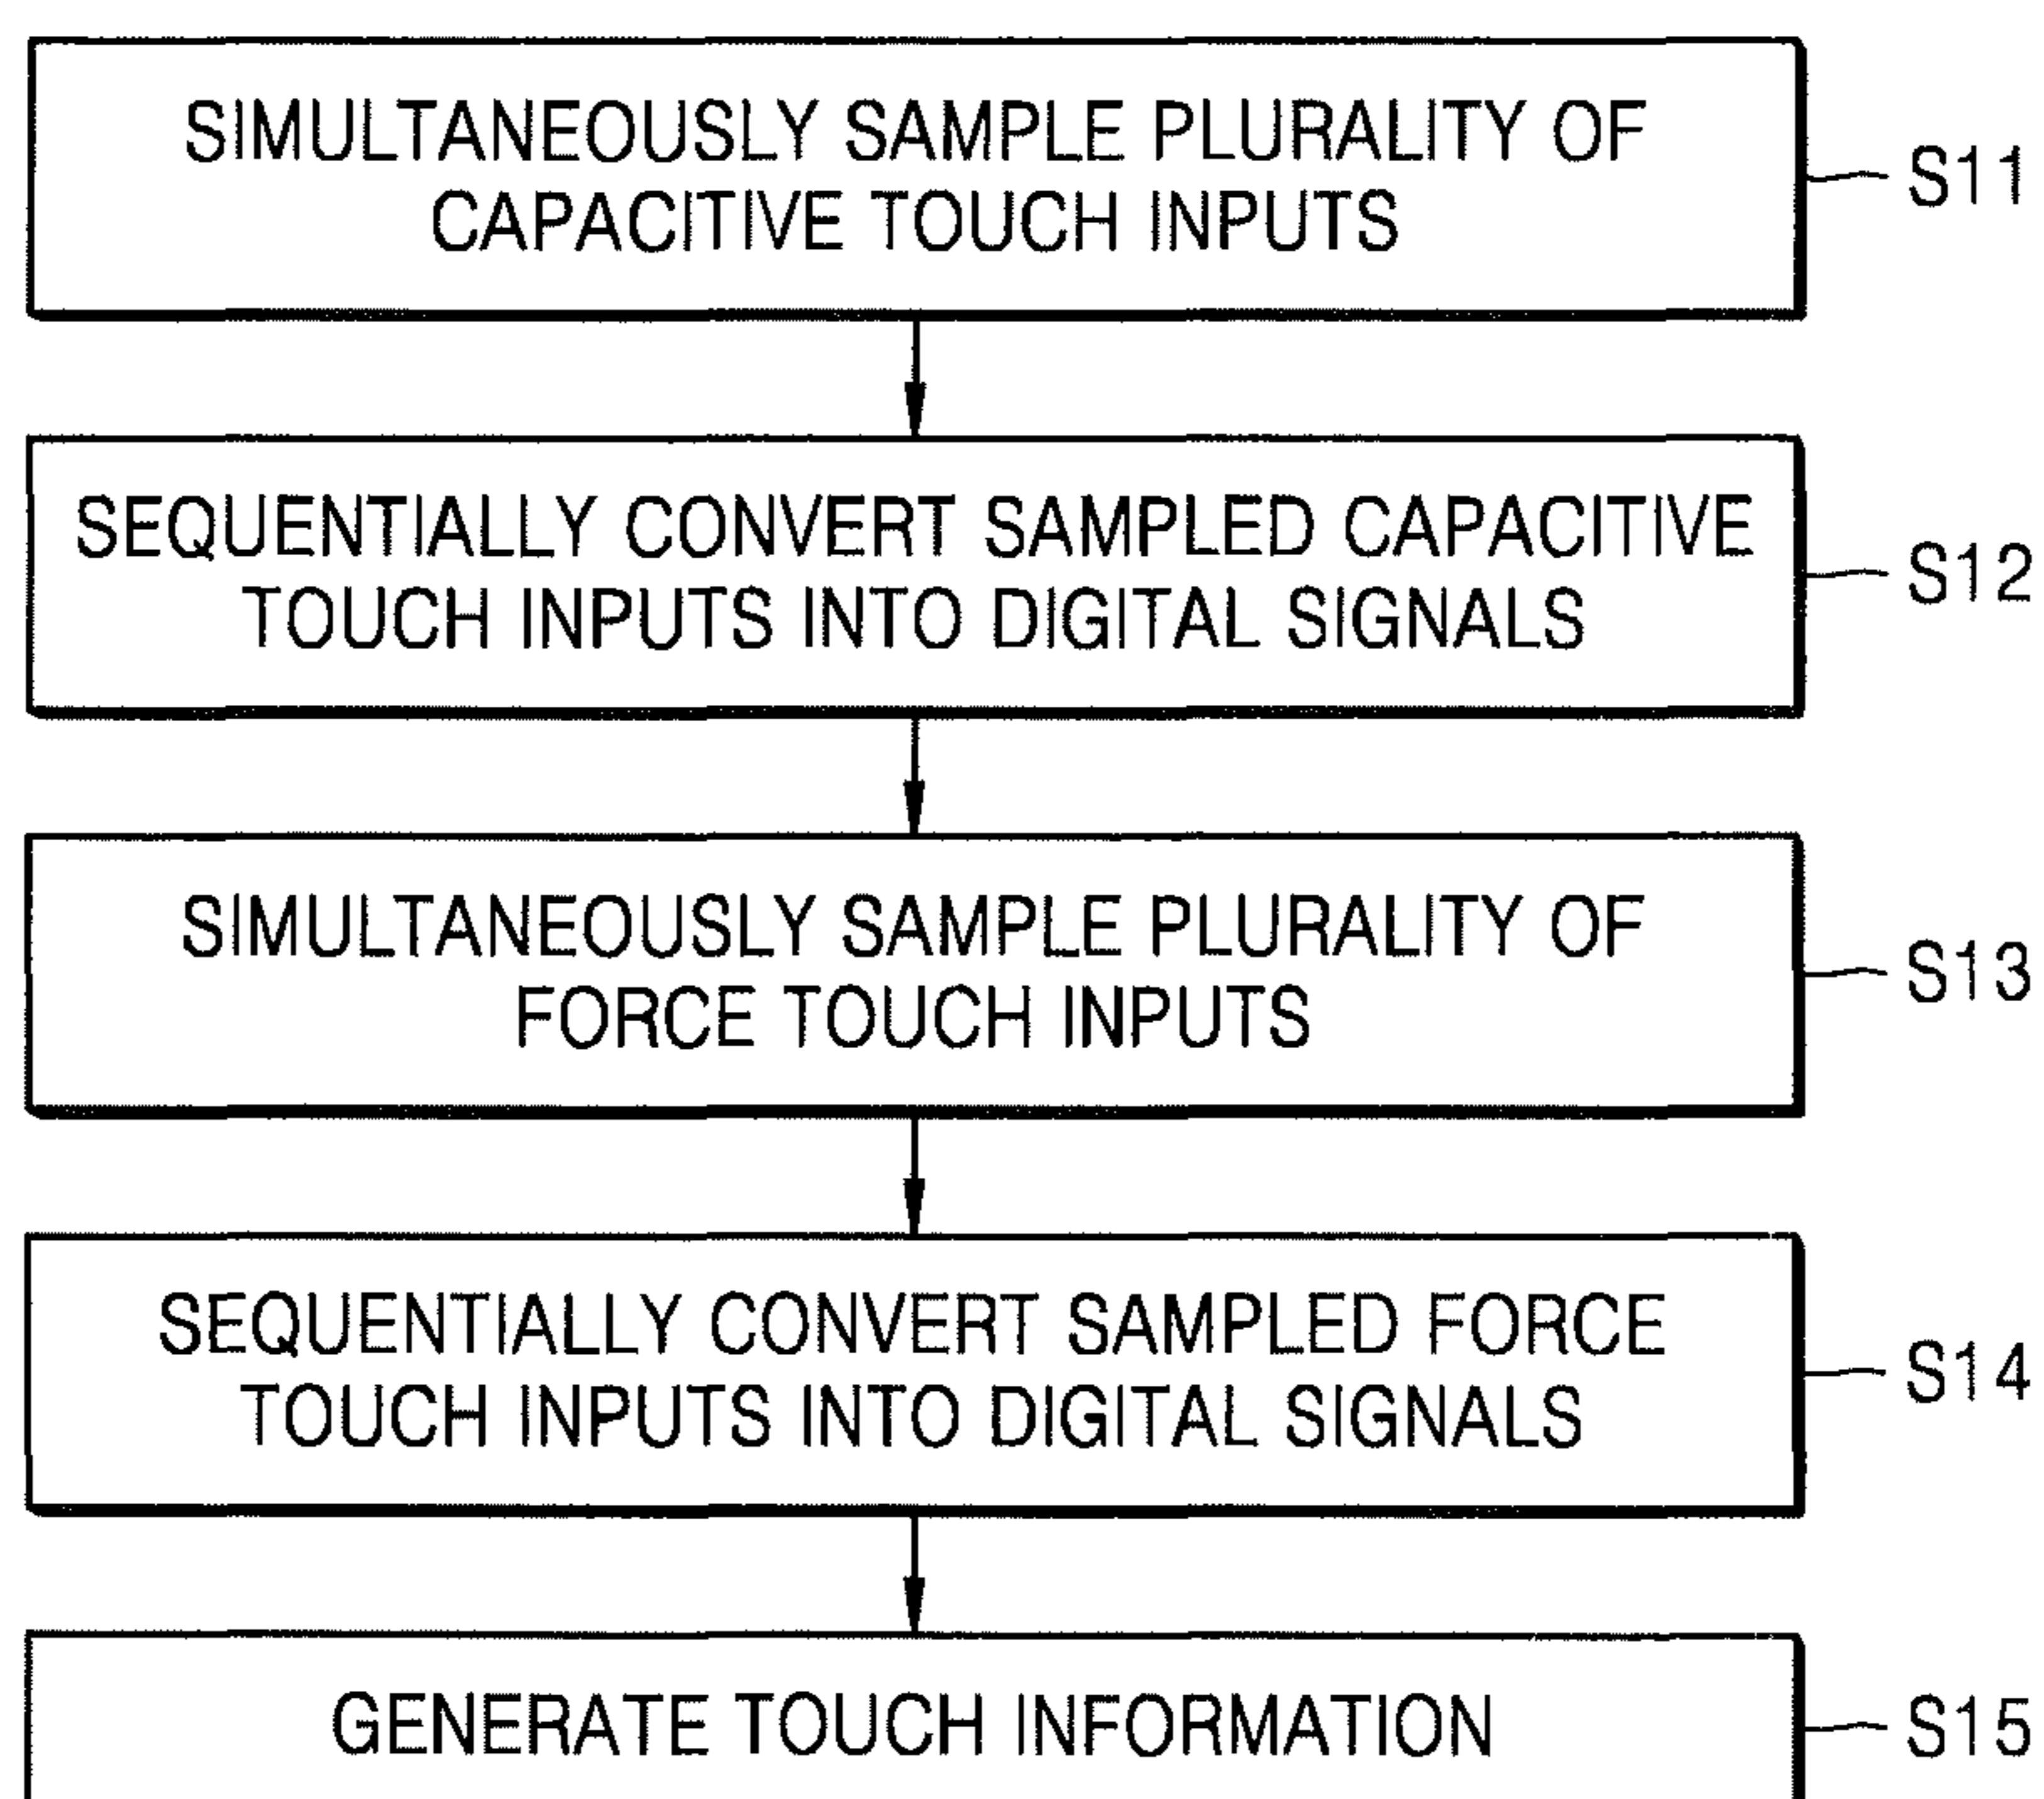 SIMULTANEOUSLY SAMPLE PLURALITY OF
CAPACITIVE TOUCH INPUTS
S11
SEQUENTIALLY CONVERT SAMPLED CAPACITIVE
TOUCH INPUTS INTO DIGITAL SIGNALS
S12
SIMULTANEOUSLY SAMPLE PLURALITY OF
FORCE TOUCH INPUTS
S13
SEQUENTIALLY CONVERT SAMPLED FORCE
TOUCH INPUTS INTO DIGITAL SIGNALS
S14
GENERATE TOUCH INFORMATION
S15